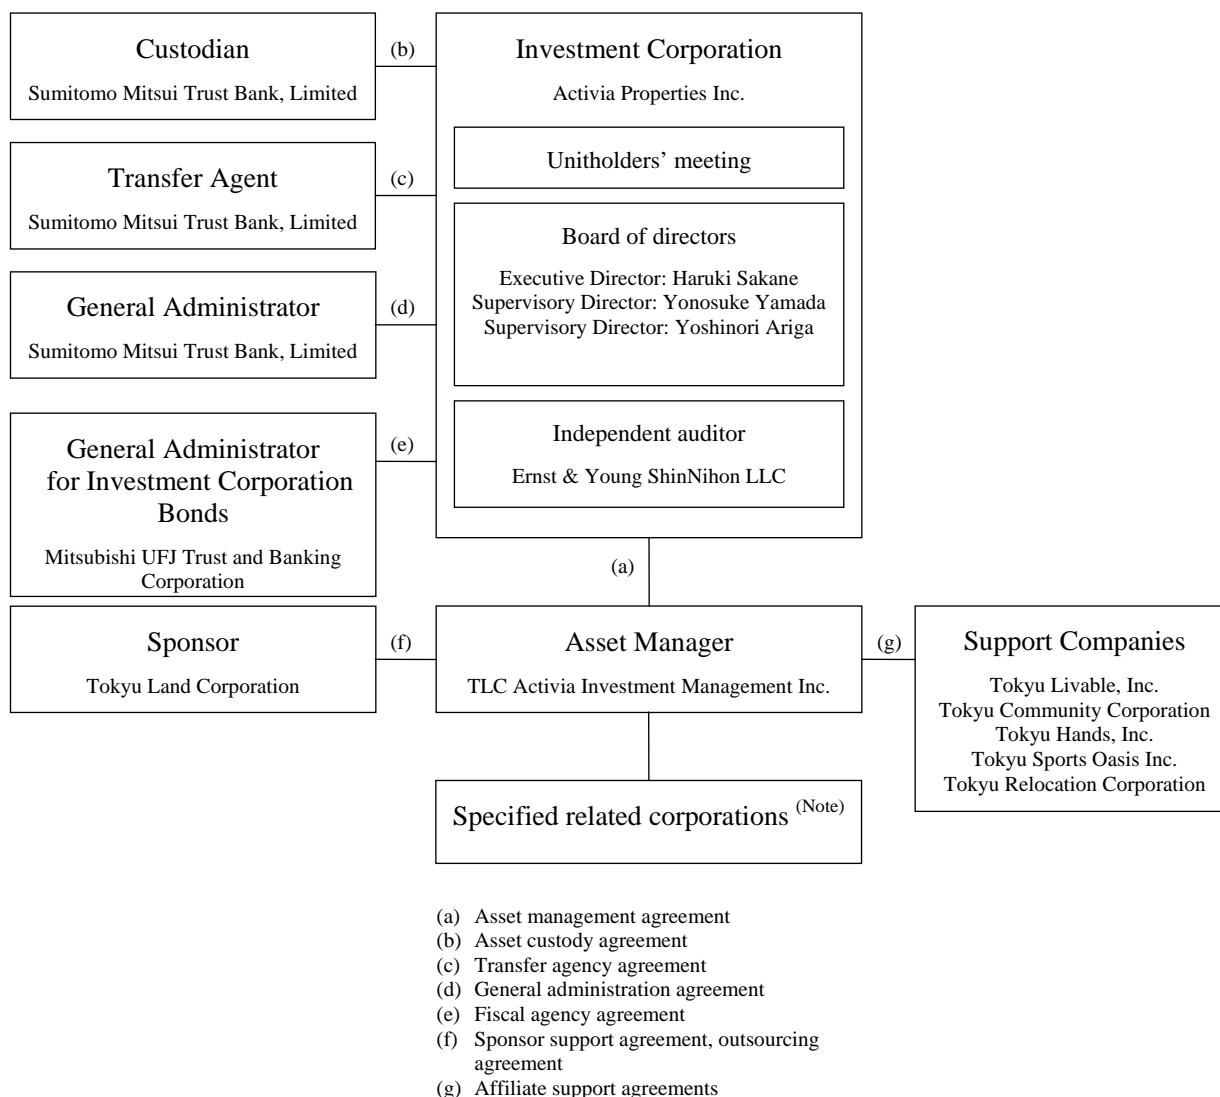 Custodian
Sumitomo Mitsui Trust Bank, Limited
(b)
Transfer Agent
Sumitomo Mitsui Trust Bank, Limited
(c)
General Administrator
Sumitomo Mitsui Trust Bank, Limited
(d)
General Administrator
for Investment Corporation
Bonds
Mitsubishi UFJ Trust and Banking
Corporation
(e)
Investment Corporation
Activia Properties Inc.
Unitholders’ meeting
Board of directors
Executive Director: Haruki Sakane
Supervisory Director: Yonosuke Yamada
Supervisory Director: Yoshinori Ariga
Independent auditor
Ernst & Young ShinNihon LLC
(a)
Sponsor
Tokyu Land Corporation
(f)
Asset Manager
TLC Activia Investment Management Inc.
(g)
Support Companies
Tokyu Livable, Inc.
Tokyu Community Corporation
Tokyu Hands, Inc.
Tokyu Sports Oasis Inc.
Tokyu Relocation Corporation
Specified related corporations (Note)
(a) Asset management agreement
(b) Asset custody agreement
(c) Transfer agency agreement
(d) General administration agreement
(e) Fiscal agency agreement
(f) Sponsor support agreement, outsourcing
agreement
(g) Affiliate support agreements